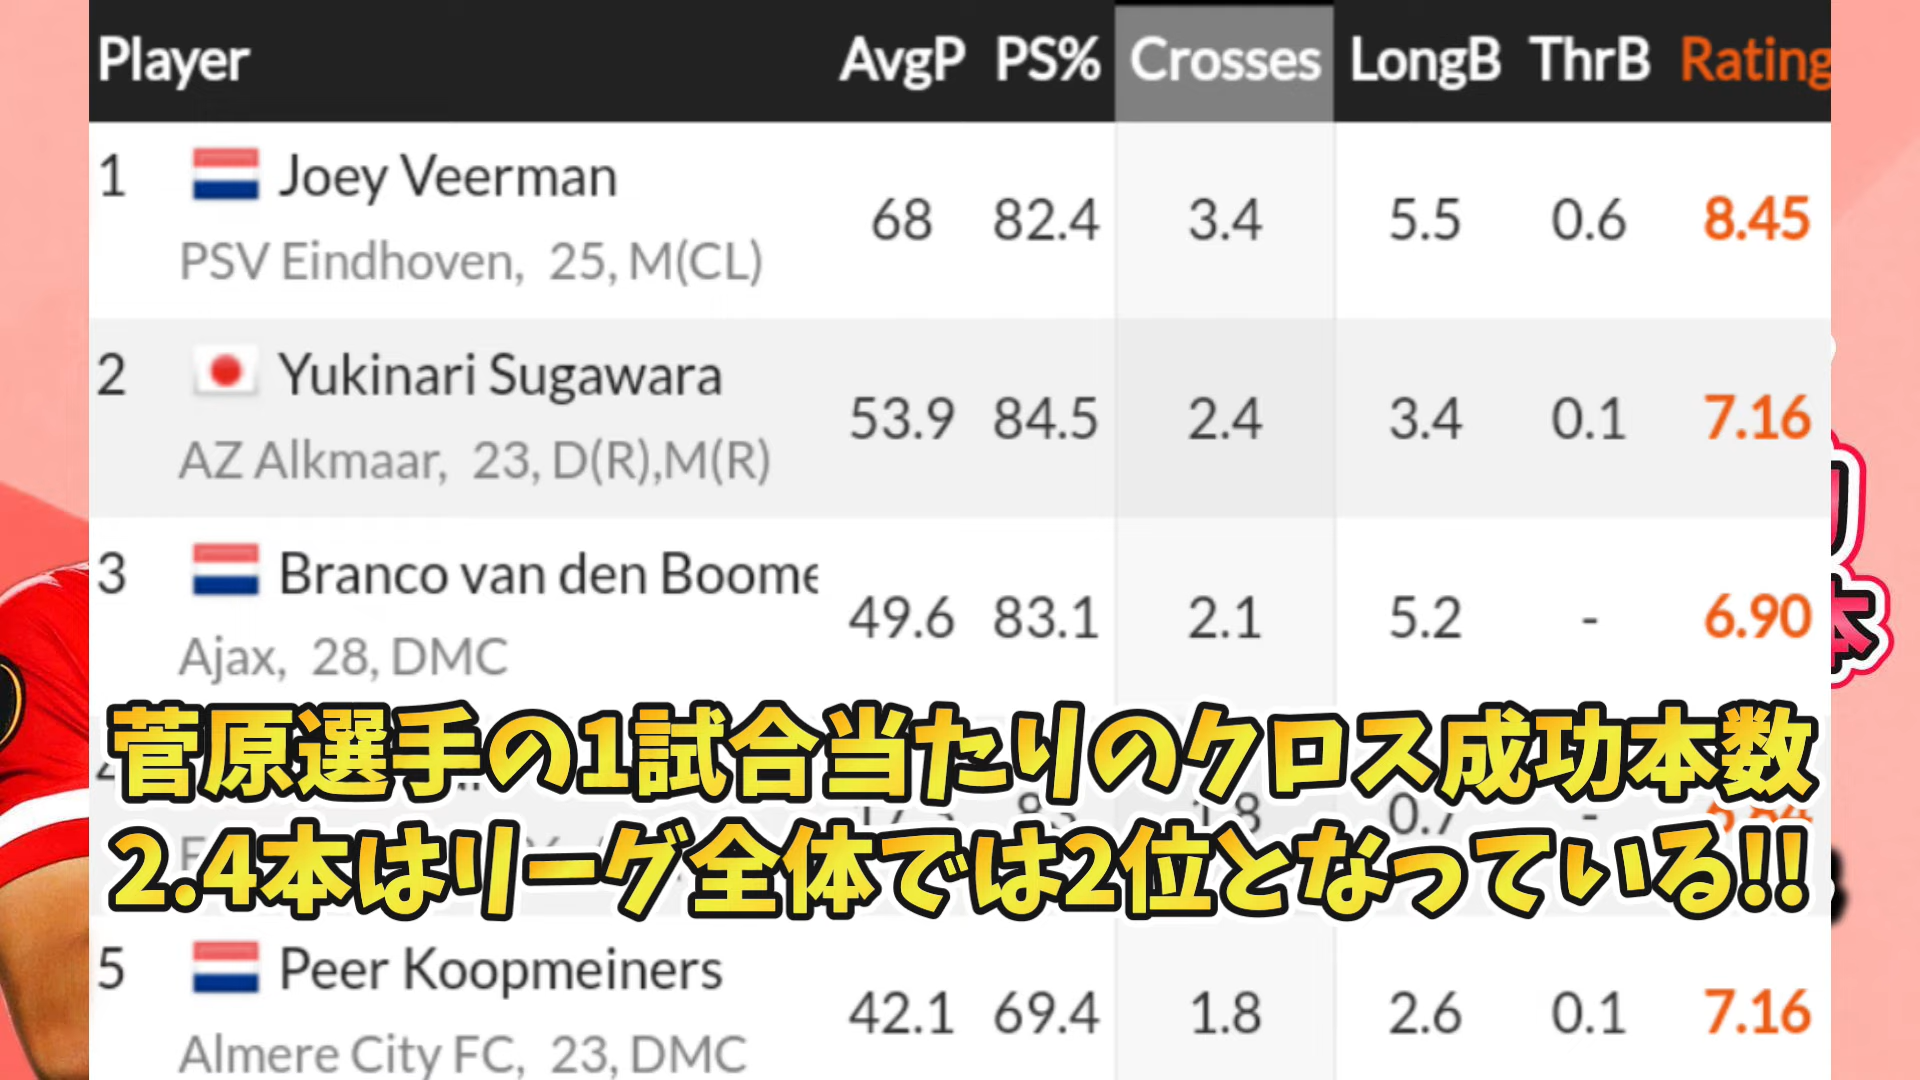 Player AvgP PS% Crosses LongB ThrB Rating
1 Joey Veerman
PSV Eindhoven, 25, M(CL)
68 82.4 3.4 5.5 0.6 8.45
2 Yukinari Sugawara
AZ Alkmaar, 23, D(R),M(R)
53.9 84.5 2.4 3.4 0.1 7.16
3 Branco van den Boome
Ajax, 28, DMC
49.6 83.1 2.1 5.2 - 6.90
菅原選手の1試合当たりのクロス成功本数
2.4本はリーグ全体では2位となっている!!
5 Peer Koopmeiners
Almere City FC, 23, DMC
42.1 69.4 1.8 2.6 0.1 7.16